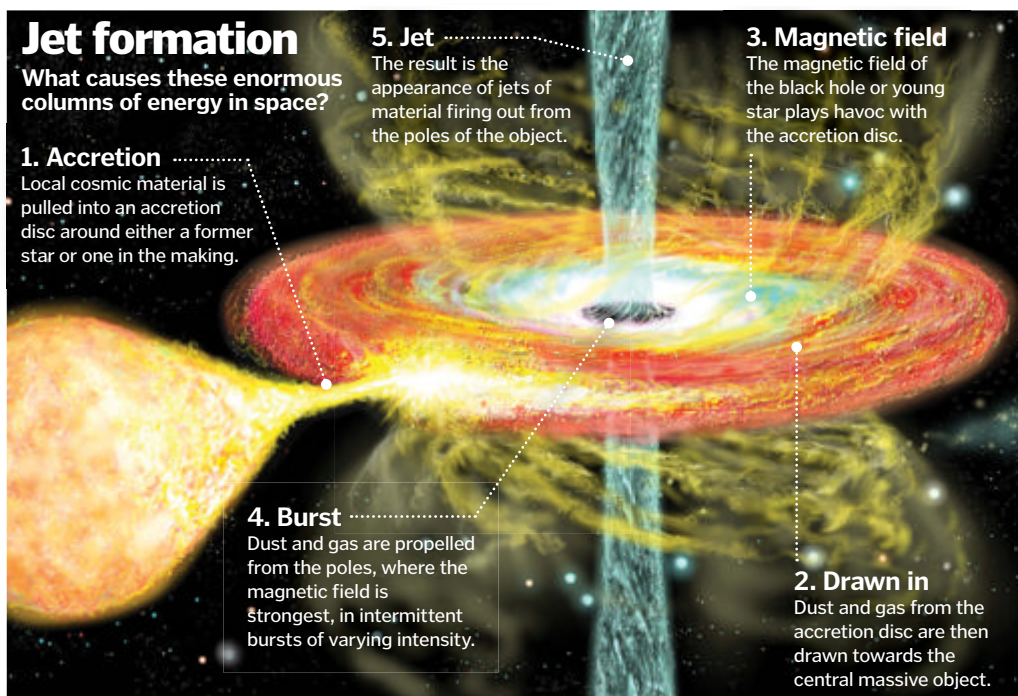 Jet formation
What causes these enormous
columns of energy in space?
1. Accretion
Local cosmic material is
pulled into an accretion
disc around either a former
star or one in the making.
5. Jet
The result is the
appearance of jets of
material firing out from
the poles of the object.
3. Magnetic field
The magnetic field of
the black hole or young
star plays havoc with
the accretion disc.
4. Burst
Dust and gas are propelled
from the poles, where the
magnetic field is
strongest, in intermittent
bursts of varying intensity.
2. Drawn in
Dust and gas from the
accretion disc are then
drawn towards the
central massive object.